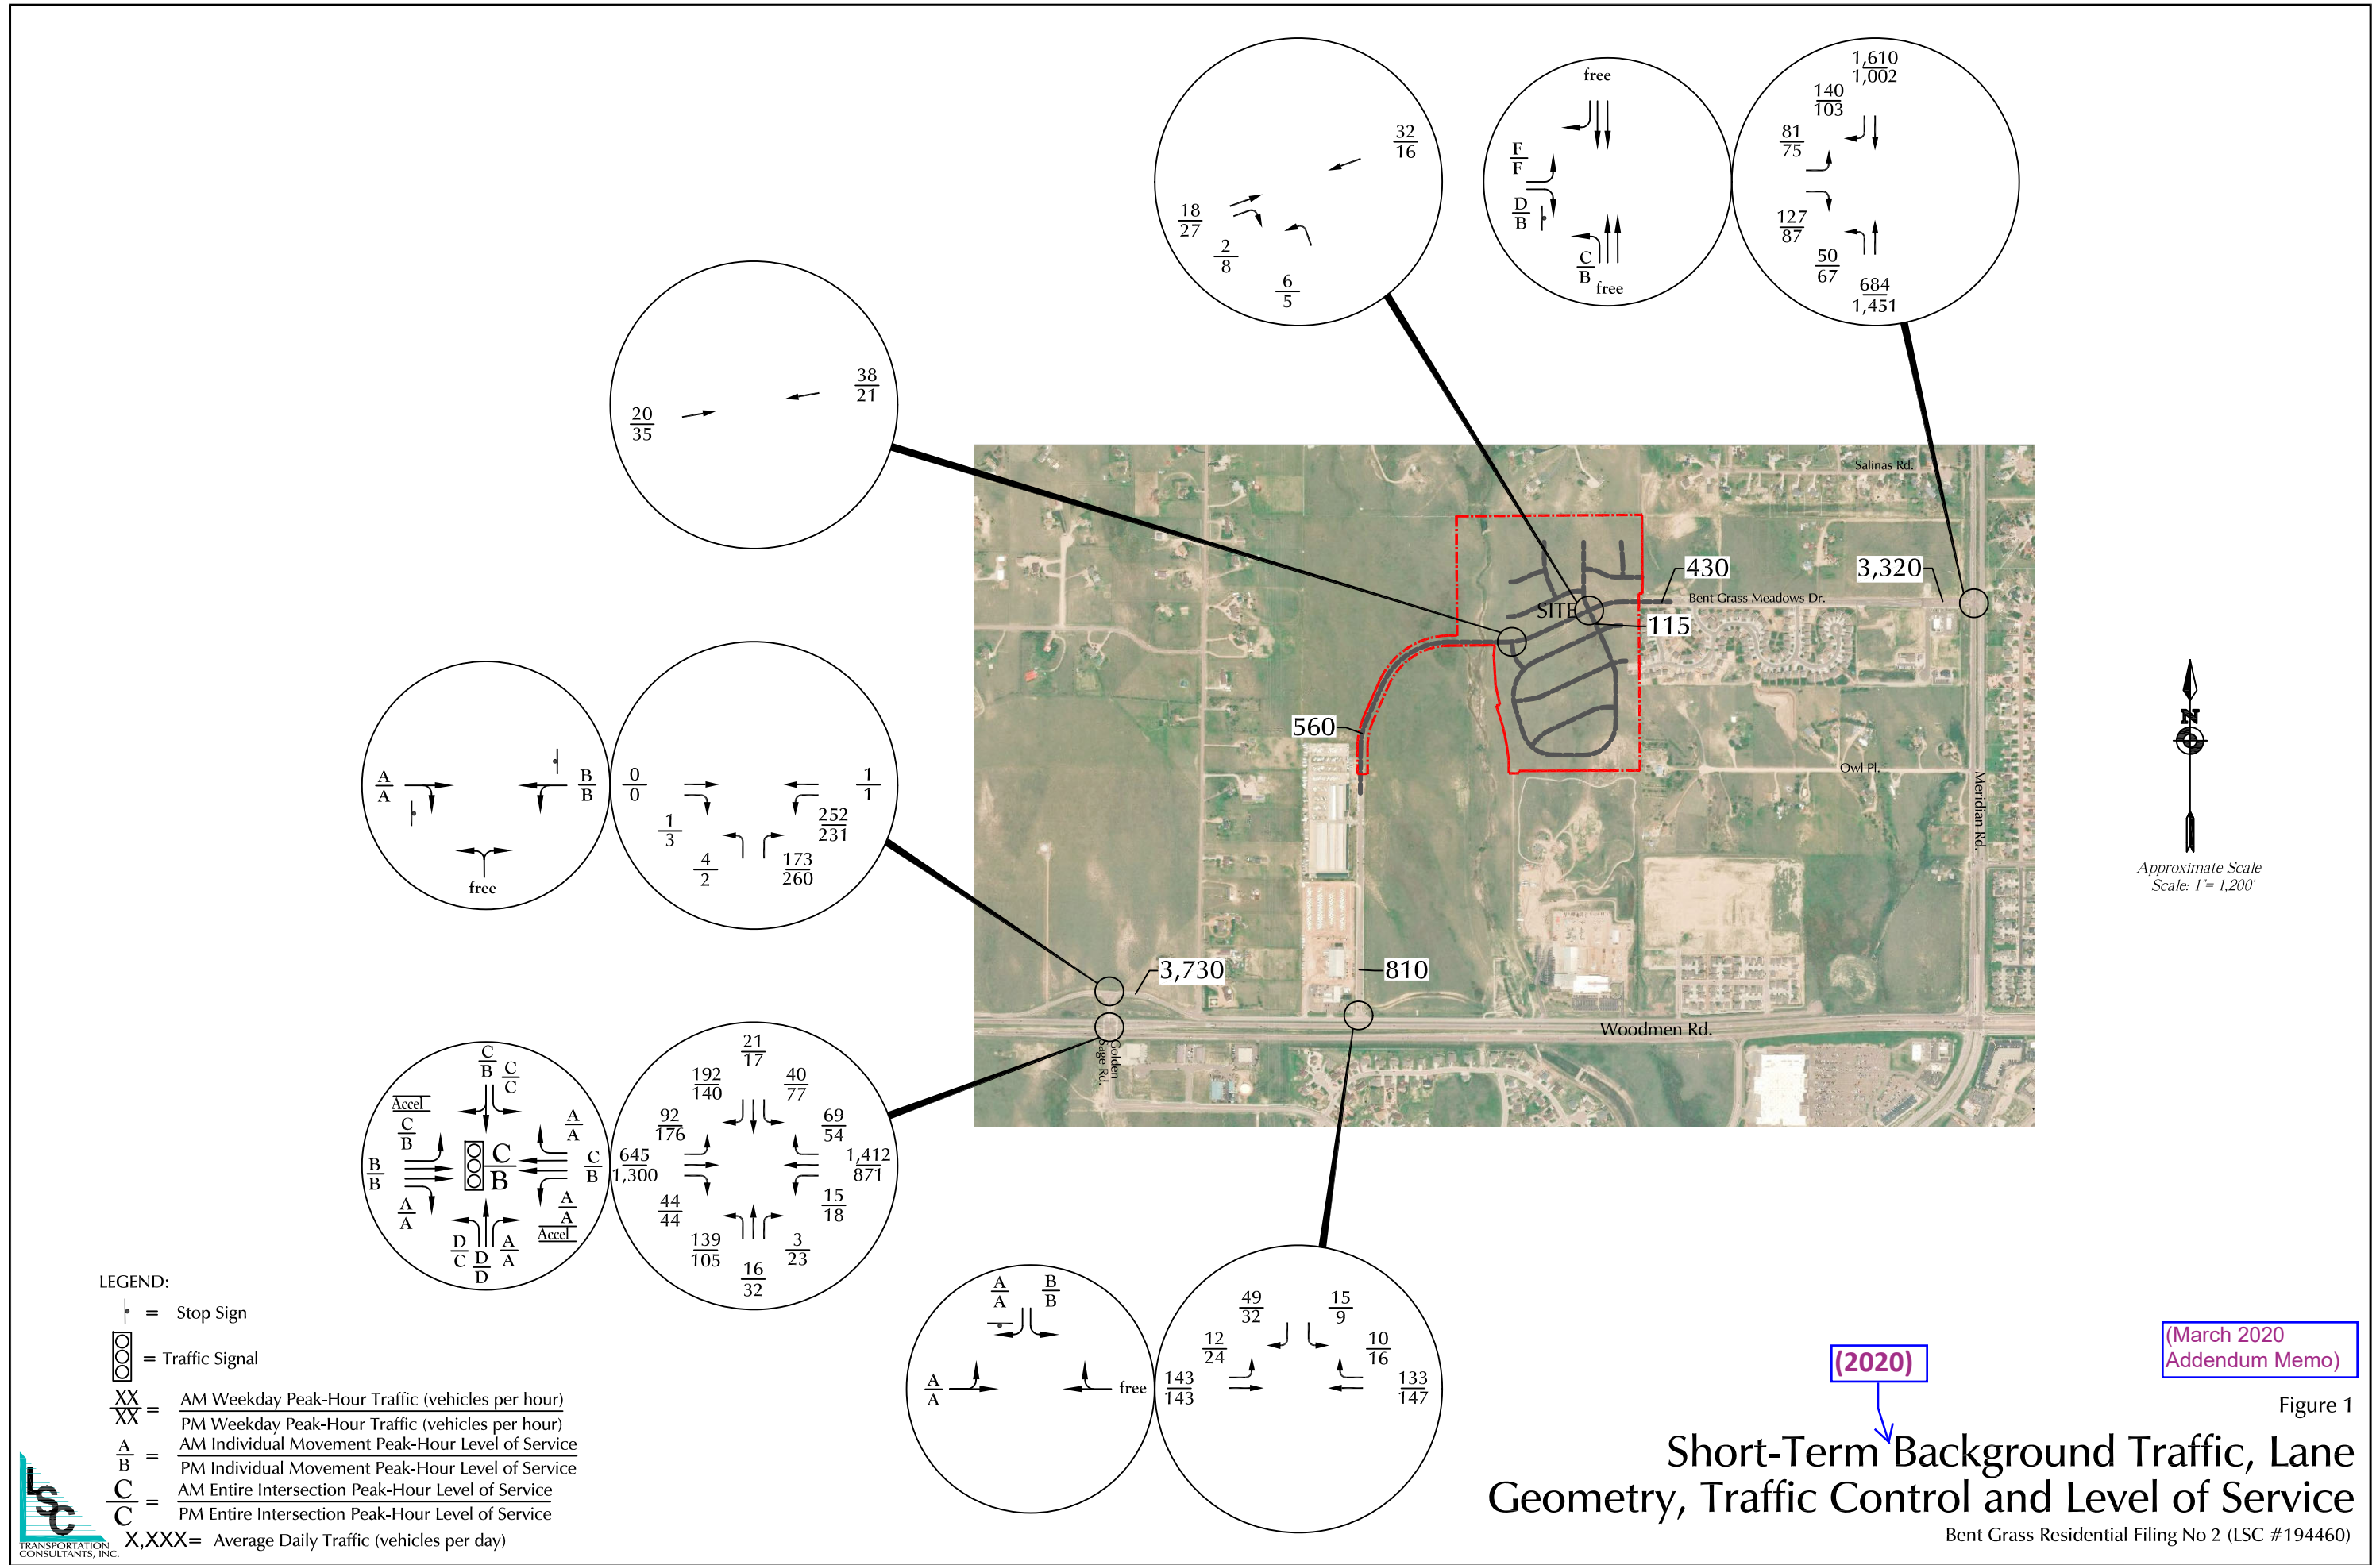 1,610
1,002
140
103
81
75
127
87
50
67
684
1,451
free
F
F
D
B
C
B
free
32
16
18
27
2
8
6
5
38
21
20
35
Salinas Rd.
430
3,320
Bent Grass Meadows Dr.
SITE
115
560
Owl Pl.
Meridian Rd.
N
Approximate Scale
Scale: 1"= 1,200'
A
A
B
B
free
0
0
1
1
1
3
252
231
4
2
173
260
3,730
810
Woodmen Rd.
Golden
Sage Rd.
C
B
C
C
Accel
C
B
A
A
B
B
C
B
C
B
A
A
A
A
Accel
D
C
D
D
A
A
21
17
192
140
40
77
92
176
69
54
645
1,300
1,412
871
44
44
15
18
139
105
3
23
16
32
A
A
B
B
A
A
free
49
32
15
9
12
24
10
16
143
143
133
147
LEGEND:
= Stop Sign
= Traffic Signal
XX
XX
= AM Weekday Peak-Hour Traffic (vehicles per hour)
PM Weekday Peak-Hour Traffic (vehicles per hour)
A
B
= AM Individual Movement Peak-Hour Level of Service
PM Individual Movement Peak-Hour Level of Service
C
C
= AM Entire Intersection Peak-Hour Level of Service
PM Entire Intersection Peak-Hour Level of Service
X,XXX= Average Daily Traffic (vehicles per day)
LSC
TRANSPORTATION
CONSULTANTS, INC.
(2020)
(March 2020
Addendum Memo)
Figure 1
Short-Term Background Traffic, Lane
Geometry, Traffic Control and Level of Service
Bent Grass Residential Filing No 2 (LSC #194460)